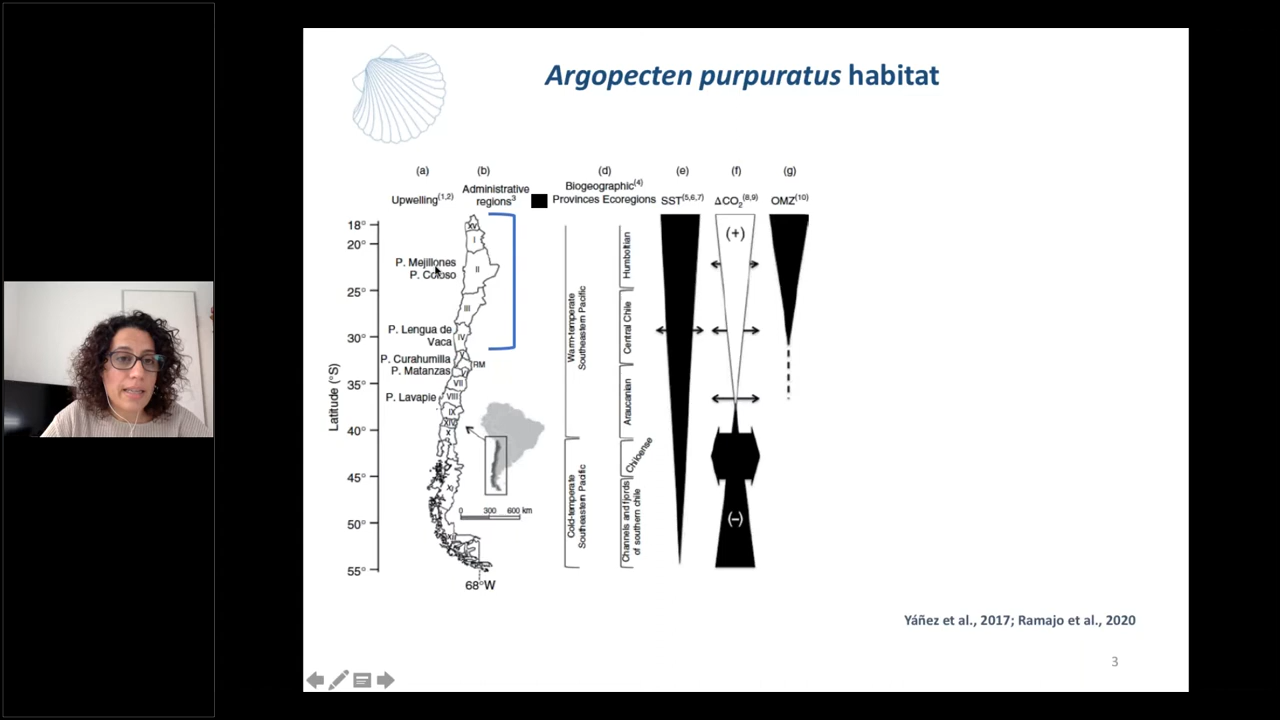 Argopecten purpuratus habitat
(a)
(b)
(d)
(e)
(f)
(g)
Upwelling(1,2)
Administrative
regions3
Biogeographic(4)
Provinces Ecoregions
SST(5,6,7)
ΔCO2(8,9)
OMZ(10)
18°
20°
25°
30°
35°
40°
45°
50°
55°
Latitude (°S)
P. Mejillones
P. Coloso
P. Lengua de
Vaca
P. Curahumilla
P. Matanzas
P. Lavapie
XV
I
II
III
IV
V
RM
VII
VIII
IX
XIV
X
XI
XII
0 300 600 km
68°W
Warm-temperate
Southeastern Pacific
Cold-temperate
Southeastern Pacific
Humboltian
Central Chile
Araucanian
Chiloense
Channels and fjords
of southern chile
(+)
(−)
Yáñez et al., 2017; Ramajo et al., 2020
3